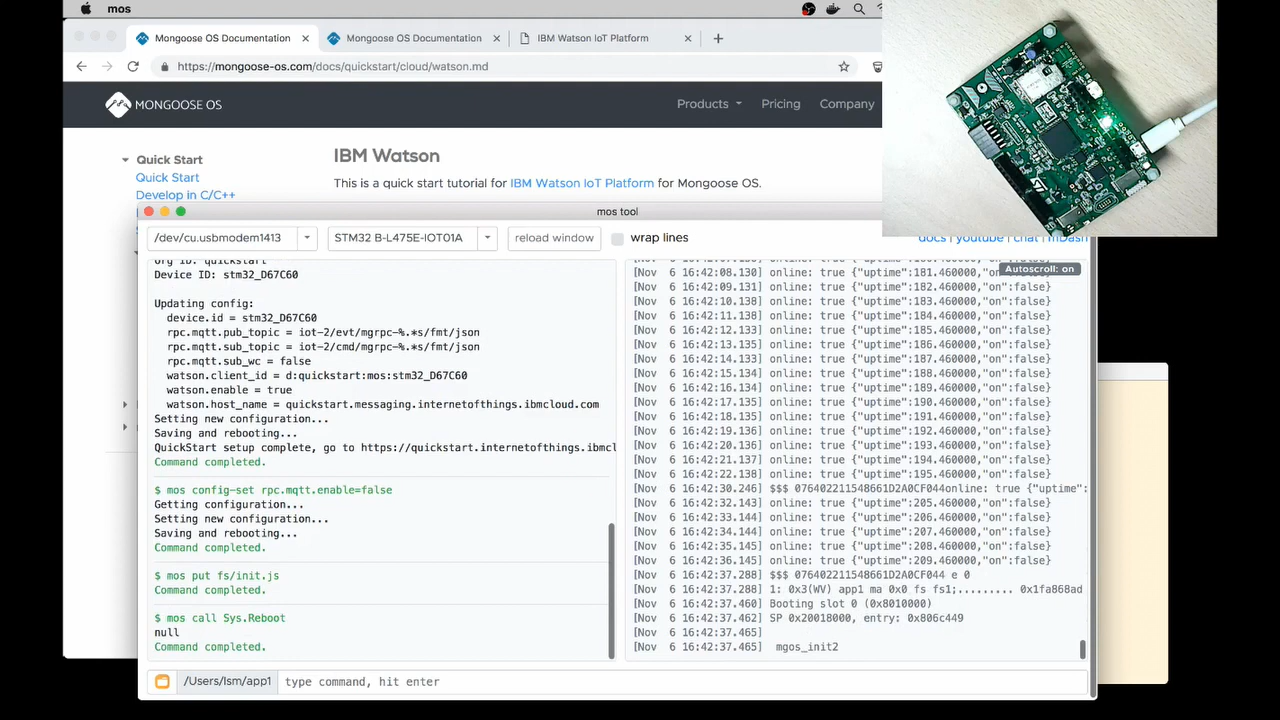 mos
Mongoose OS Documentation
Mongoose OS Documentation
IBM Watson IoT Platform
https://mongoose-os.com/docs/quickstart/cloud/watson.md
MONGOOSE OS
Products
Pricing
Company
Quick Start
Quick Start
Develop in C/C++
IBM Watson
This is a quick start tutorial for IBM Watson IoT Platform for Mongoose OS.
mos tool
/dev/cu.usbmodem1413
STM32 B-L475E-IOT01A
reload window
wrap lines
docs | youtube | chat | mDash
Org ID: quickstart
Device ID: stm32_D67C60
Updating config:
device.id = stm32_D67C60
rpc.mqtt.pub_topic = iot-2/evt/mgrpc-%.*s/fmt/json
rpc.mqtt.sub_topic = iot-2/cmd/mgrpc-%.*s/fmt/json
rpc.mqtt.sub_wc = false
watson.client_id = d:quickstart:mos:stm32_D67C60
watson.enable = true
watson.host_name = quickstart.messaging.internetofthings.ibmcloud.com
Setting new configuration...
Saving and rebooting...
QuickStart setup complete, go to https://quickstart.internetofthings.ibmcl
Command completed.
$ mos config-set rpc.mqtt.enable=false
Getting configuration...
Setting new configuration...
Saving and rebooting...
Command completed.
$ mos put fs/init.js
Command completed.
$ mos call Sys.Reboot
null
Command completed.
/Users/lsm/app1
type command, hit enter
Autoscroll: on
[Nov 6 16:42:08.130] online: true {"uptime":181.460000,"on":false}
[Nov 6 16:42:09.131] online: true {"uptime":182.460000,"on":false}
[Nov 6 16:42:10.138] online: true {"uptime":183.460000,"on":false}
[Nov 6 16:42:11.138] online: true {"uptime":184.460000,"on":false}
[Nov 6 16:42:12.133] online: true {"uptime":185.460000,"on":false}
[Nov 6 16:42:13.135] online: true {"uptime":186.460000,"on":false}
[Nov 6 16:42:14.133] online: true {"uptime":187.460000,"on":false}
[Nov 6 16:42:15.134] online: true {"uptime":188.460000,"on":false}
[Nov 6 16:42:16.134] online: true {"uptime":189.460000,"on":false}
[Nov 6 16:42:17.135] online: true {"uptime":190.460000,"on":false}
[Nov 6 16:42:18.135] online: true {"uptime":191.460000,"on":false}
[Nov 6 16:42:19.136] online: true {"uptime":192.460000,"on":false}
[Nov 6 16:42:20.136] online: true {"uptime":193.460000,"on":false}
[Nov 6 16:42:21.137] online: true {"uptime":194.460000,"on":false}
[Nov 6 16:42:22.138] online: true {"uptime":195.460000,"on":false}
[Nov 6 16:42:30.246] $$$ 076402211548661D2A0CF044online: true {"uptime":
[Nov 6 16:42:32.143] online: true {"uptime":205.460000,"on":false}
[Nov 6 16:42:33.144] online: true {"uptime":206.460000,"on":false}
[Nov 6 16:42:34.144] online: true {"uptime":207.460000,"on":false}
[Nov 6 16:42:35.145] online: true {"uptime":208.460000,"on":false}
[Nov 6 16:42:36.145] online: true {"uptime":209.460000,"on":false}
[Nov 6 16:42:37.288] $$$ 076402211548661D2A0CF044 e 0
[Nov 6 16:42:37.288] 1: 0x3(WV) app1 ma 0x0 fs fs1;......... 0x1fa868ad
[Nov 6 16:42:37.460] Booting slot 0 (0x8010000)
[Nov 6 16:42:37.462] SP 0x20018000, entry: 0x806c449
[Nov 6 16:42:37.465]
[Nov 6 16:42:37.465] mgos_init2